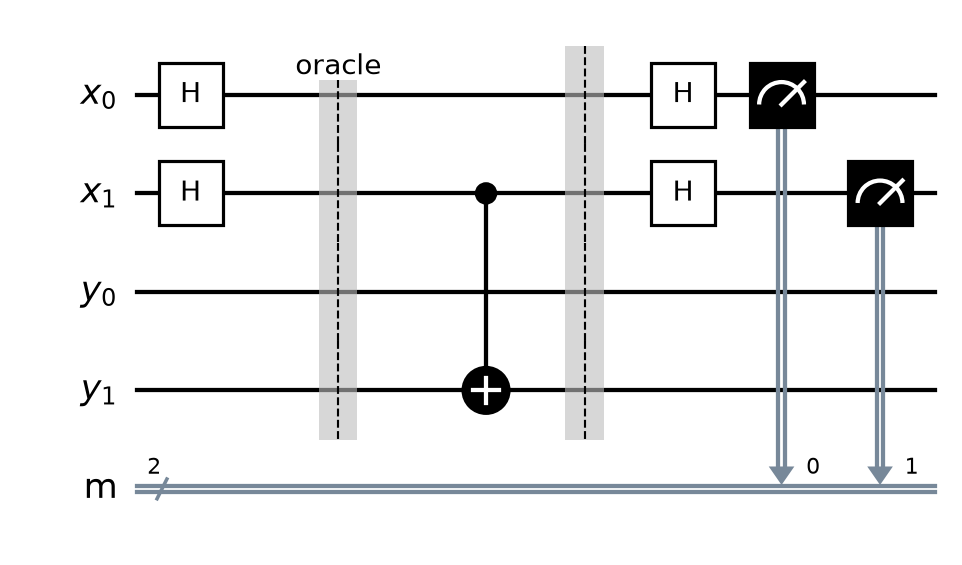 oracle
x₀ H H
x₁ H H
y₀
y₁
m 2 0 1